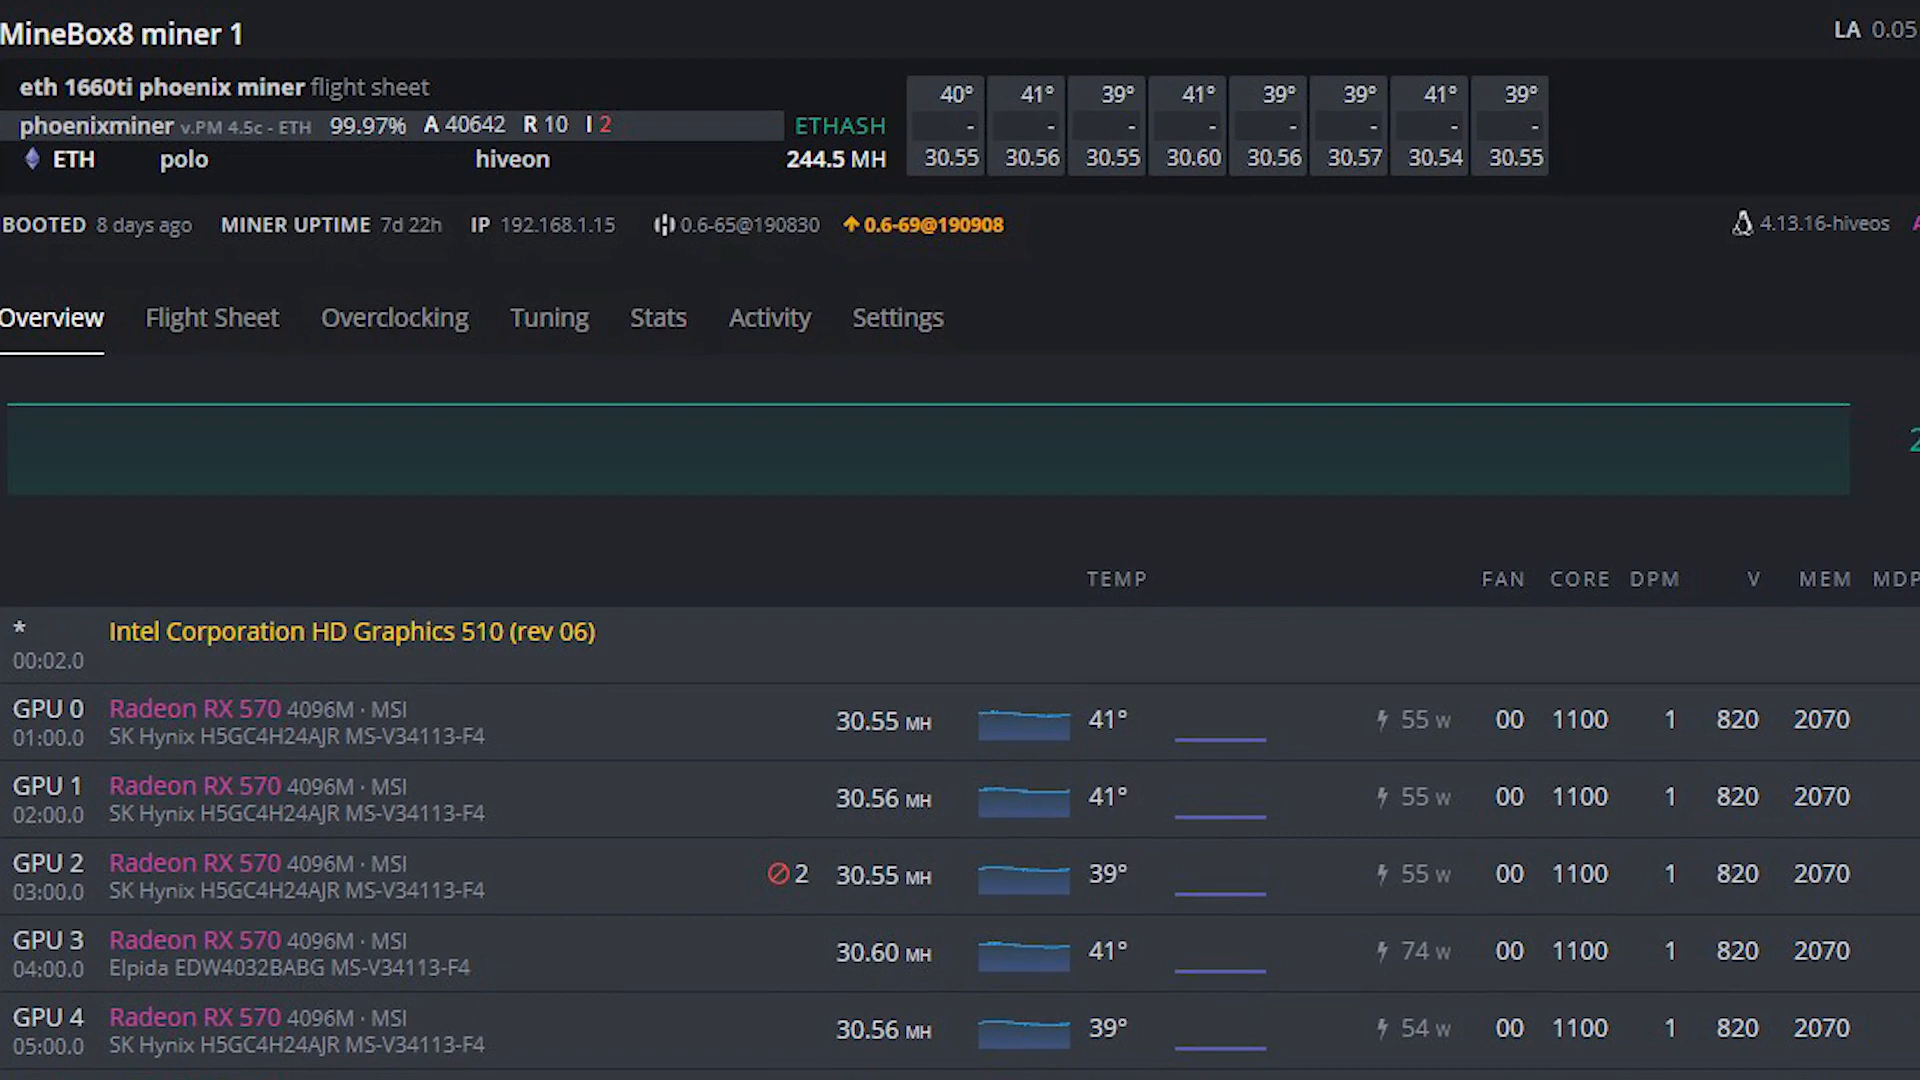 MineBox8 miner 1
LA 0.05
eth 1660ti phoenix miner flight sheet
phoenixminer v.PM 4.5c - ETH 99.97% A 40642 R 10 I 2 ETHASH
ETH polo hiveon 244.5 MH
40° 41° 39° 41° 39° 39° 41° 39°
- - - - - - - -
30.55 30.56 30.55 30.60 30.56 30.57 30.54 30.55
BOOTED 8 days ago MINER UPTIME 7d 22h IP 192.168.1.15 0.6-65@190830 0.6-69@190908 4.13.16-hiveos
Overview Flight Sheet Overclocking Tuning Stats Activity Settings
2
TEMP FAN CORE DPM V MEM MDP
* Intel Corporation HD Graphics 510 (rev 06)
00:02.0
GPU 0 Radeon RX 570 4096M · MSI
01:00.0 SK Hynix H5GC4H24AJR MS-V34113-F4
30.55 MH 41° 55 W 00 1100 1 820 2070
GPU 1 Radeon RX 570 4096M · MSI
02:00.0 SK Hynix H5GC4H24AJR MS-V34113-F4
30.56 MH 41° 55 W 00 1100 1 820 2070
GPU 2 Radeon RX 570 4096M · MSI
03:00.0 SK Hynix H5GC4H24AJR MS-V34113-F4
2 30.55 MH 39° 55 W 00 1100 1 820 2070
GPU 3 Radeon RX 570 4096M · MSI
04:00.0 Elpida EDW4032BABG MS-V34113-F4
30.60 MH 41° 74 W 00 1100 1 820 2070
GPU 4 Radeon RX 570 4096M · MSI
05:00.0 SK Hynix H5GC4H24AJR MS-V34113-F4
30.56 MH 39° 54 W 00 1100 1 820 2070